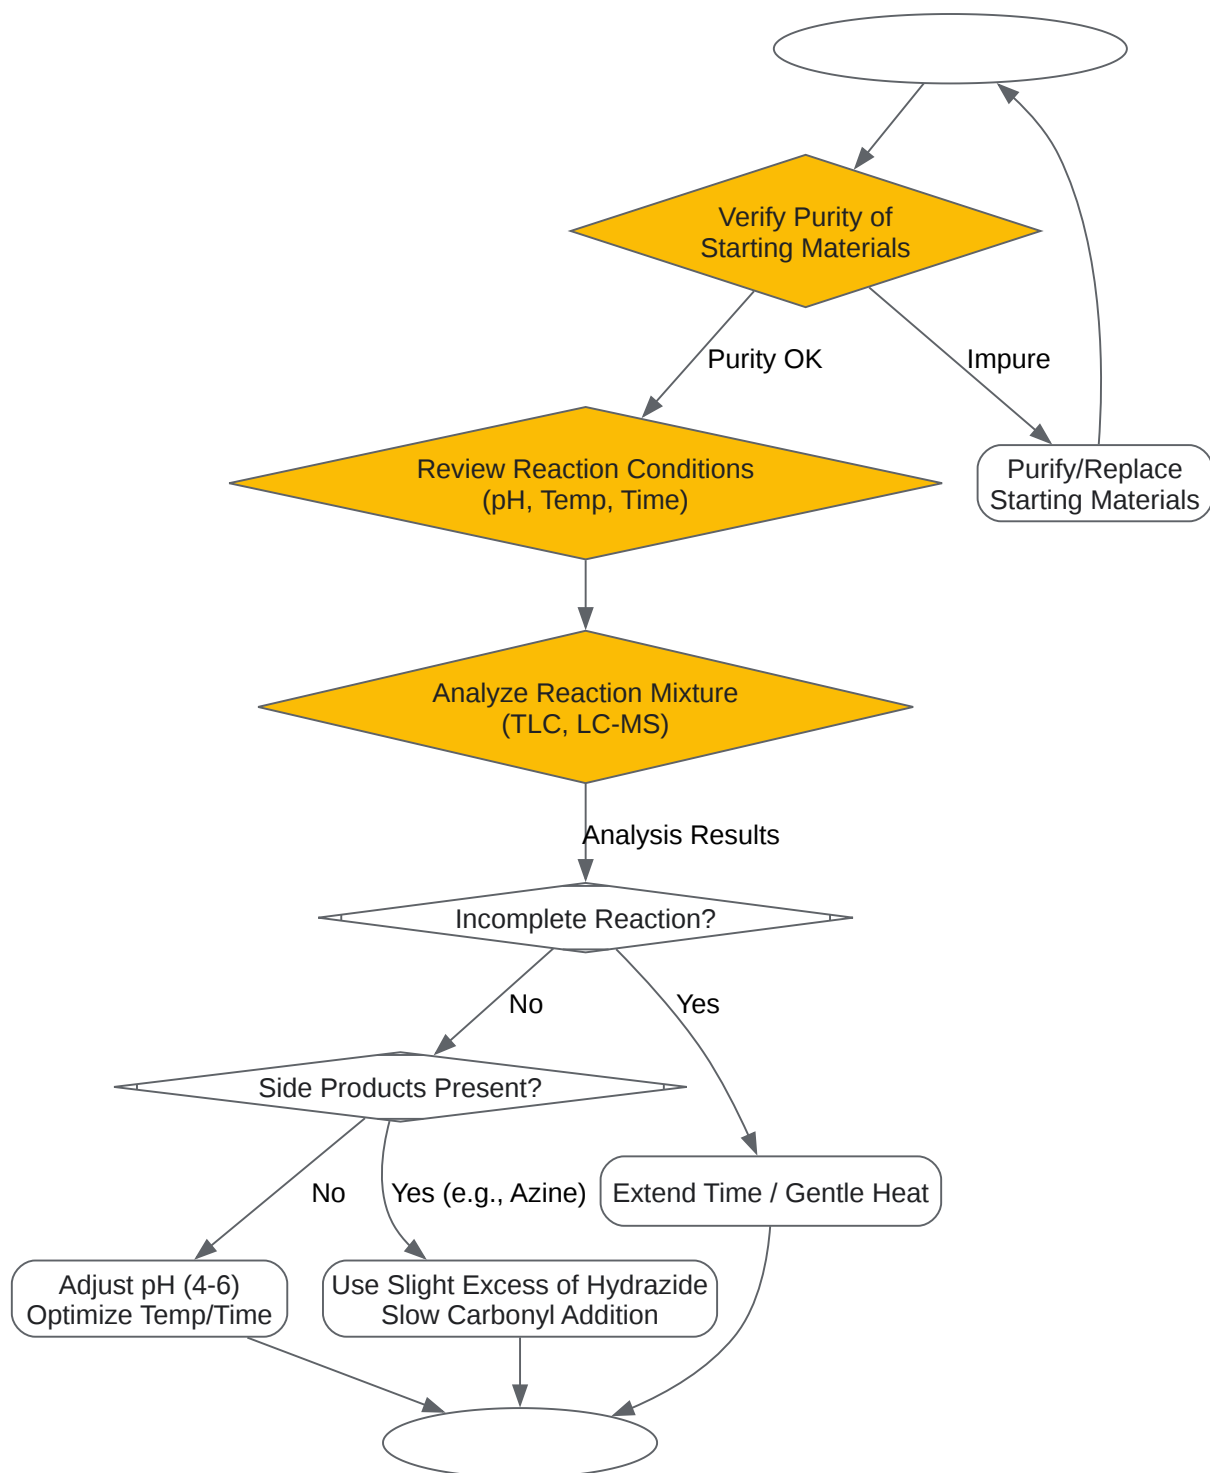 Verify Purity of
Starting Materials
Purity OK
Impure
Review Reaction Conditions
(pH, Temp, Time)
Purify/Replace
Starting Materials
Analyze Reaction Mixture
(TLC, LC-MS)
Analysis Results
Incomplete Reaction?
No
Yes
Side Products Present?
No
Yes (e.g., Azine)
Extend Time / Gentle Heat
Adjust pH (4-6)
Optimize Temp/Time
Use Slight Excess of Hydrazide
Slow Carbonyl Addition